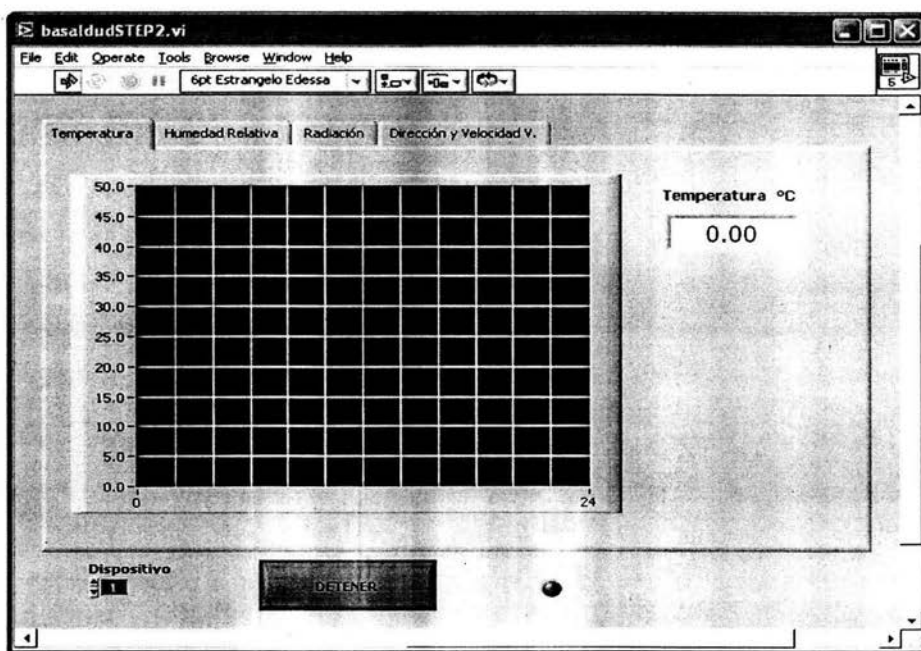 basaldudSTEP2.vi
File Edit Operate Tools Browse Window Help
6pt Estrangelo Edessa
6
Temperatura Humedad Relativa Radiación Dirección y Velocidad V.
50.0
45.0
40.0
35.0
30.0
25.0
20.0
15.0
10.0
5.0
0.0
0 24
Temperatura °C
0.00
Dispositivo
1
DETENER